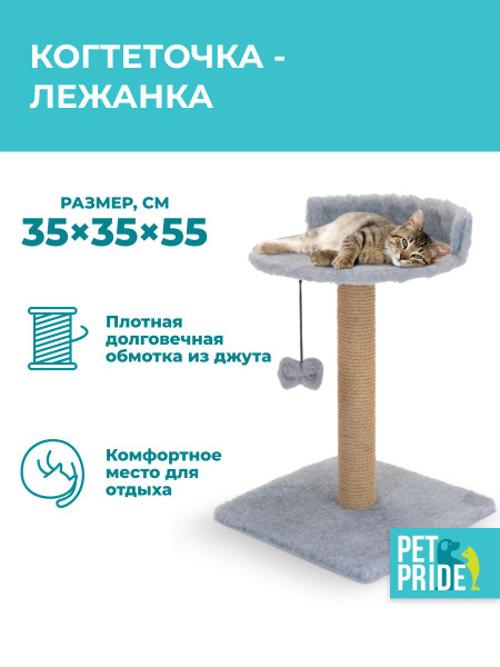 КОГТЕТОЧКА -
ЛЕЖАНКА
РАЗМЕР, СМ
35×35×55
Плотная
долговечная
обмотка из джута
Комфортное
место для
отдыха
PET
PRIDE